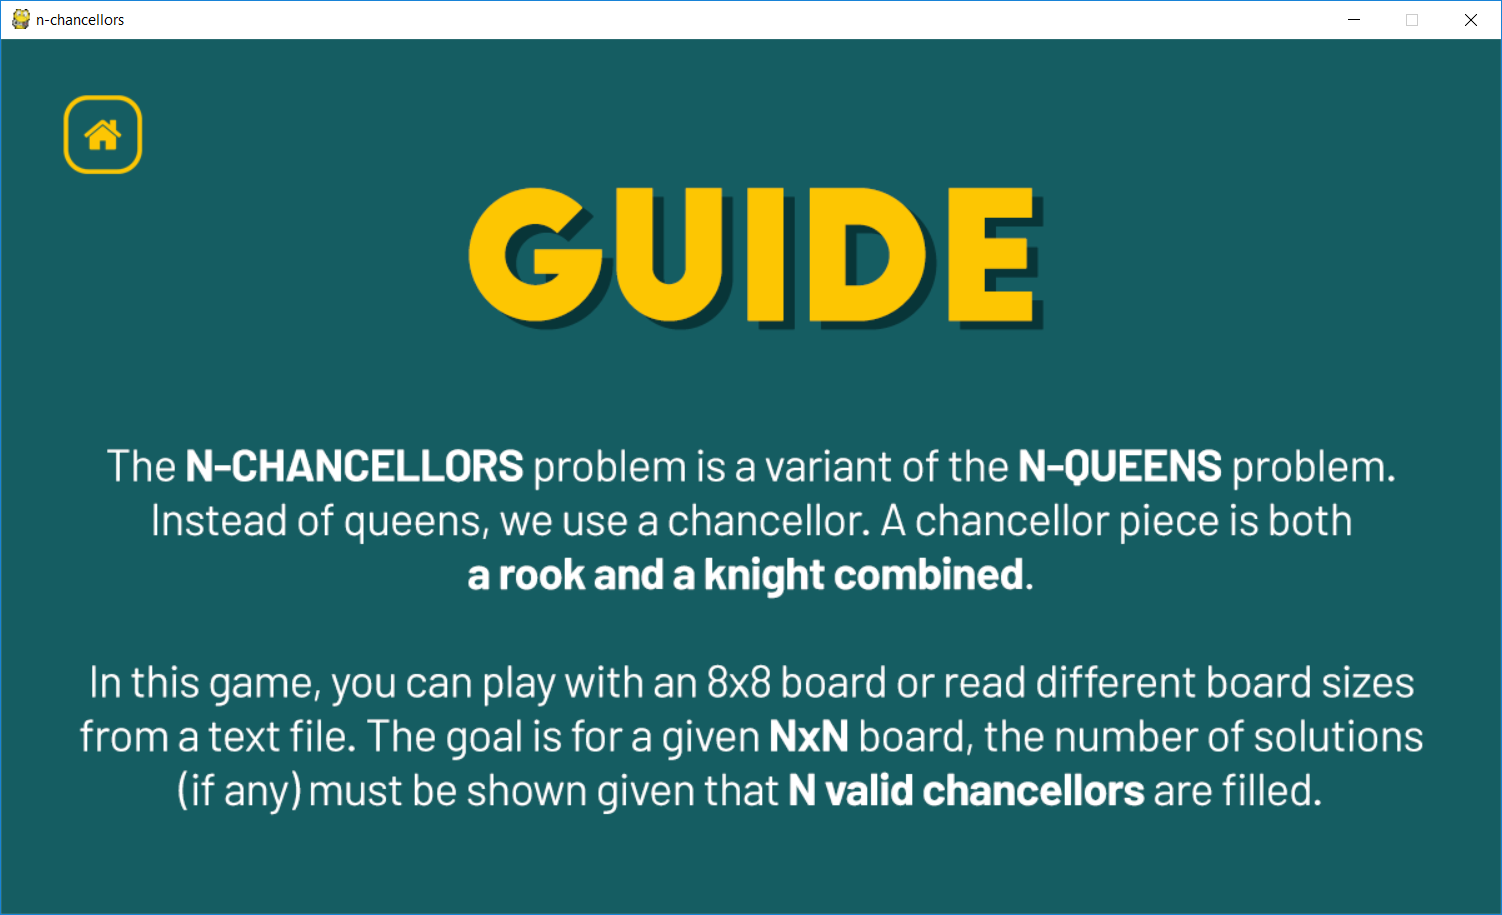 n-chancellors
GUIDE
The N-CHANCELLORS problem is a variant of the N-QUEENS problem.
Instead of queens, we use a chancellor. A chancellor piece is both
a rook and a knight combined.
In this game, you can play with an 8x8 board or read different board sizes
from a text file. The goal is for a given NxN board, the number of solutions
(if any) must be shown given that N valid chancellors are filled.